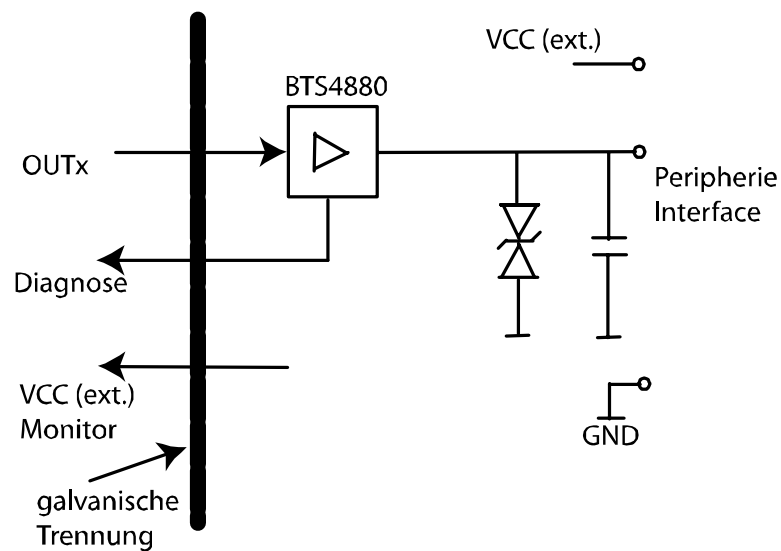 VCC (ext.)
BTS4880
OUTx
Peripherie
Interface
Diagnose
VCC (ext.)
Monitor
GND
galvanische
Trennung